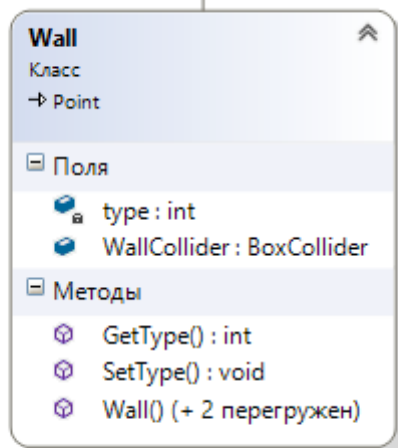 Wall
Класс
Point
Поля
type : int
WallCollider : BoxCollider
Методы
GetType() : int
SetType() : void
Wall() (+ 2 перегружен)